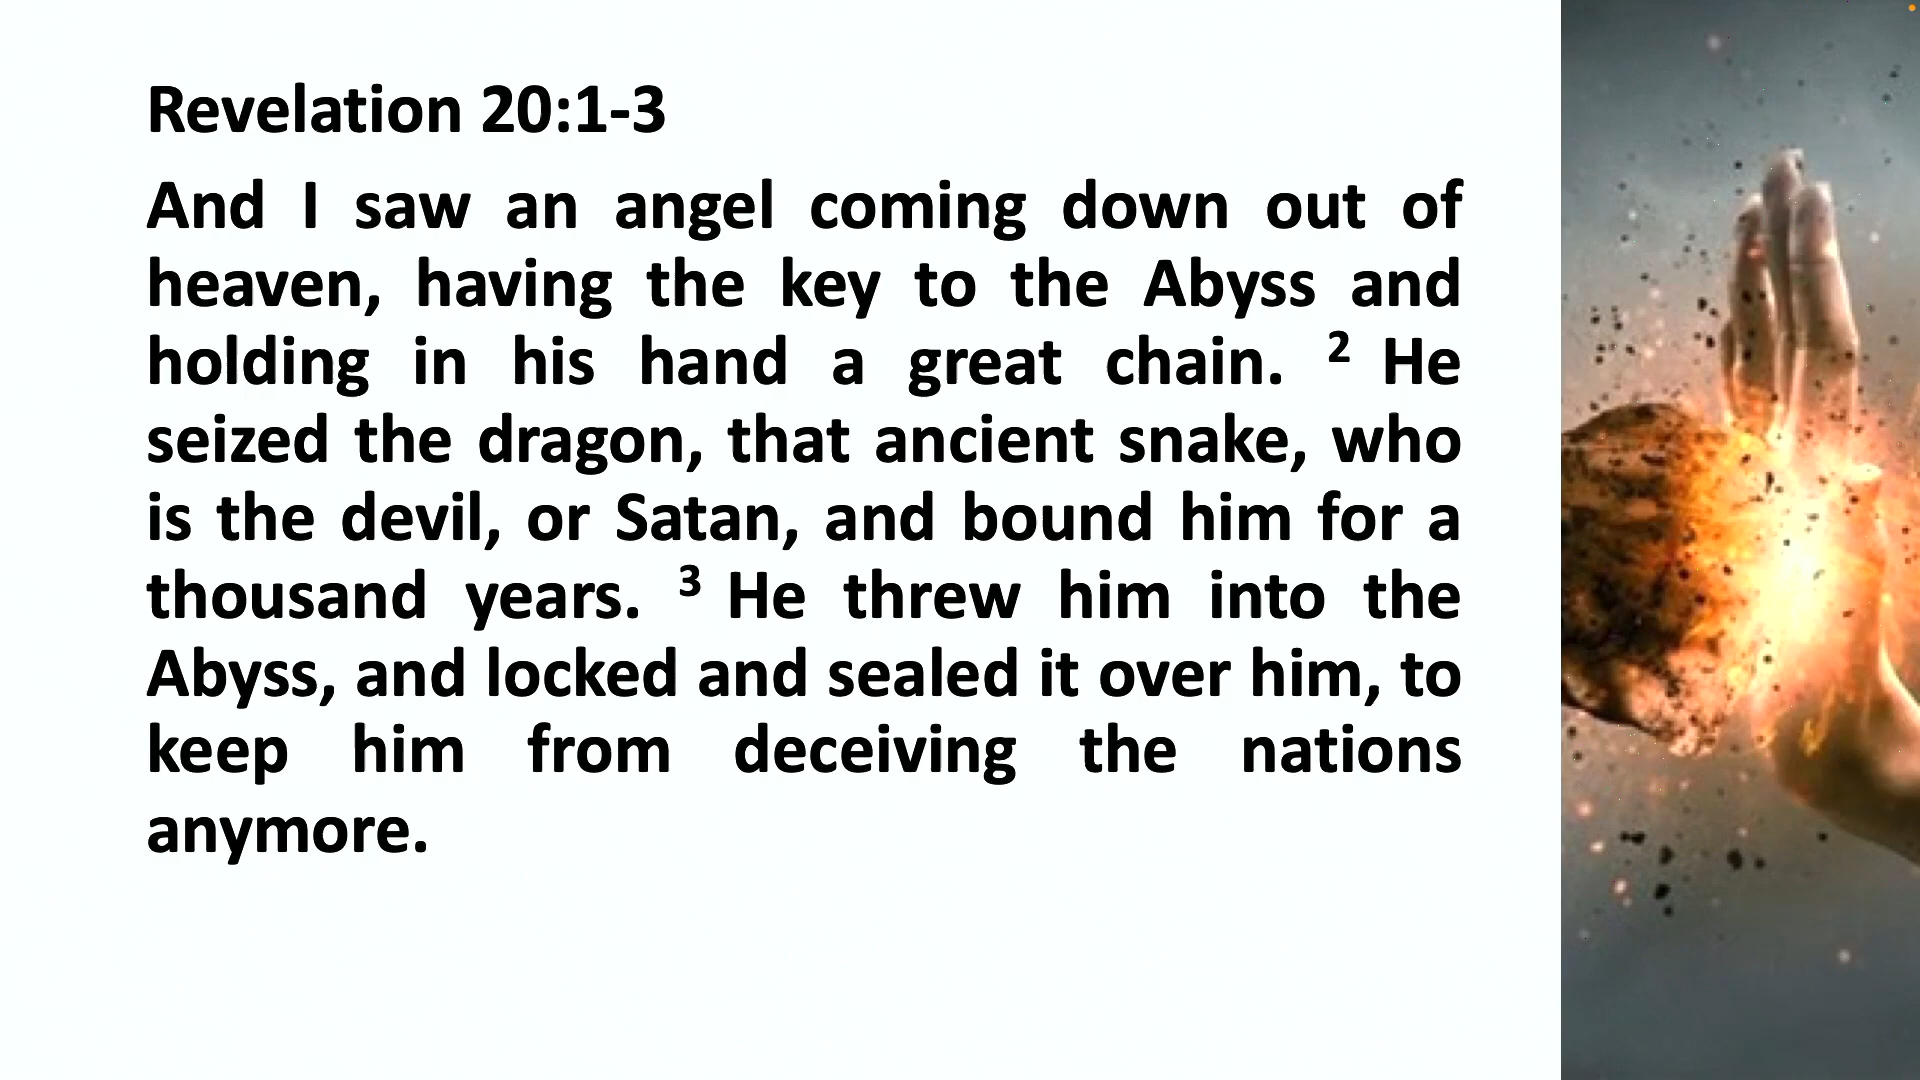 Revelation 20:1-3
And I saw an angel coming down out of
heaven, having the key to the Abyss and
holding in his hand a great chain. ² He
seized the dragon, that ancient snake, who
is the devil, or Satan, and bound him for a
thousand years. ³ He threw him into the
Abyss, and locked and sealed it over him, to
keep him from deceiving the nations
anymore.